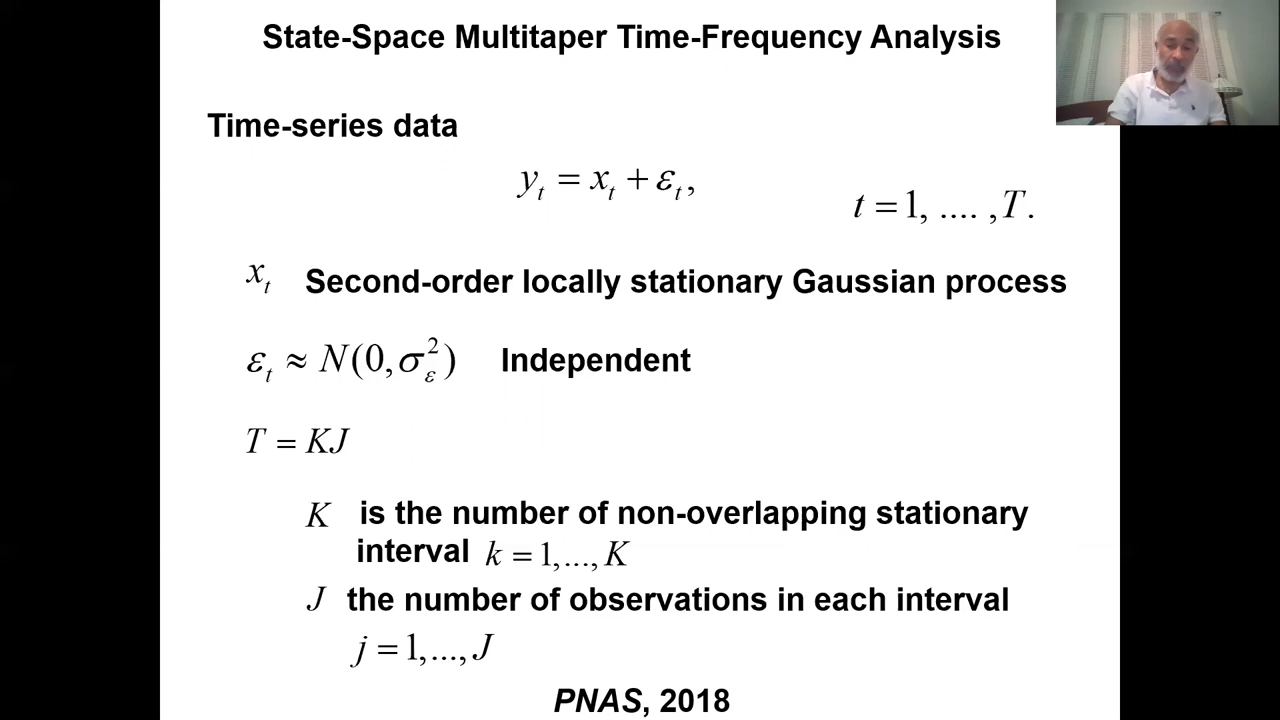 State-Space Multitaper Time-Frequency Analysis
Time-series data
y_t = x_t + ε_t,
t = 1, .... , T.
x_t Second-order locally stationary Gaussian process
ε_t ≈ N(0, σ_ε^2) Independent
T = KJ
K is the number of non-overlapping stationary
interval k = 1,..., K
J the number of observations in each interval
j = 1,..., J
PNAS, 2018